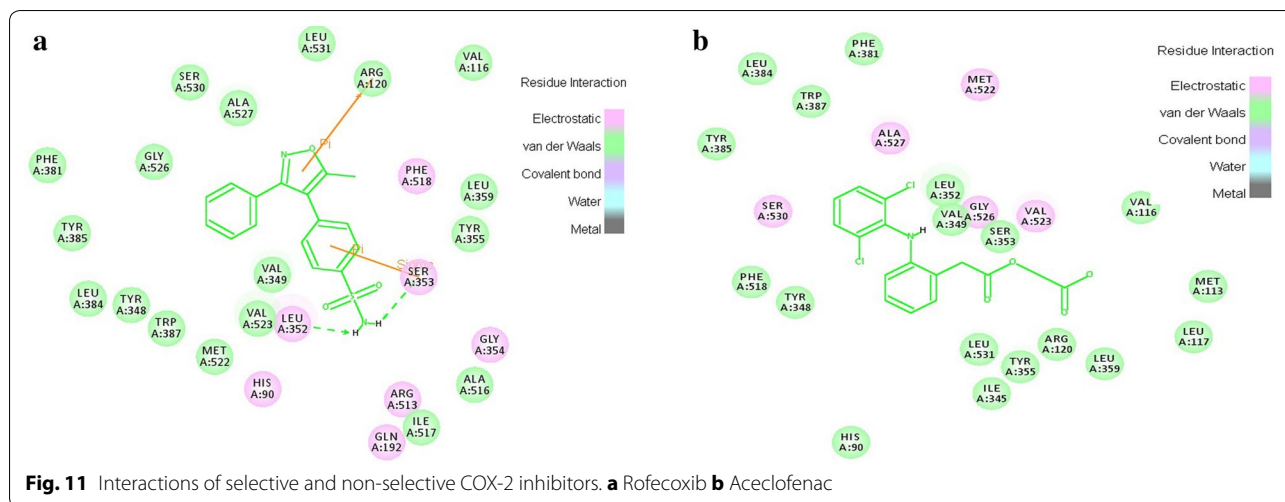 a
LEU
A:531
ARG
A:120
VAL
A:116
SER
A:530
ALA
A:527
Residue Interaction
Electrostatic
van der Waals
Covalent bond
Water
Metal
PHE
A:381
GLY
A:526
N
O
Pi
PHE
A:518
LEU
A:359
TYR
A:385
TYR
A:355
Pi
SER
A:353
VAL
A:349
LEU
A:384
TYR
A:348
TRP
A:387
VAL
A:523
LEU
A:352
O
S
O
N
H
H
MET
A:522
GLY
A:354
HIS
A:90
ALA
A:516
ARG
A:513
ILE
A:517
GLN
A:192
b
PHE
A:381
LEU
A:384
MET
A:522
TRP
A:387
TYR
A:385
ALA
A:527
Residue Interaction
Electrostatic
van der Waals
Covalent bond
Water
Metal
Cl
LEU
A:352
SER
A:530
VAL
A:349
GLY
A:526
VAL
A:523
VAL
A:116
SER
A:353
N
H
Cl
O
O
O
O
PHE
A:518
TYR
A:348
MET
A:113
LEU
A:117
LEU
A:531
ARG
A:120
TYR
A:355
LEU
A:359
ILE
A:345
HIS
A:90
Fig. 11 Interactions of selective and non-selective COX-2 inhibitors. a Rofecoxib b Aceclofenac